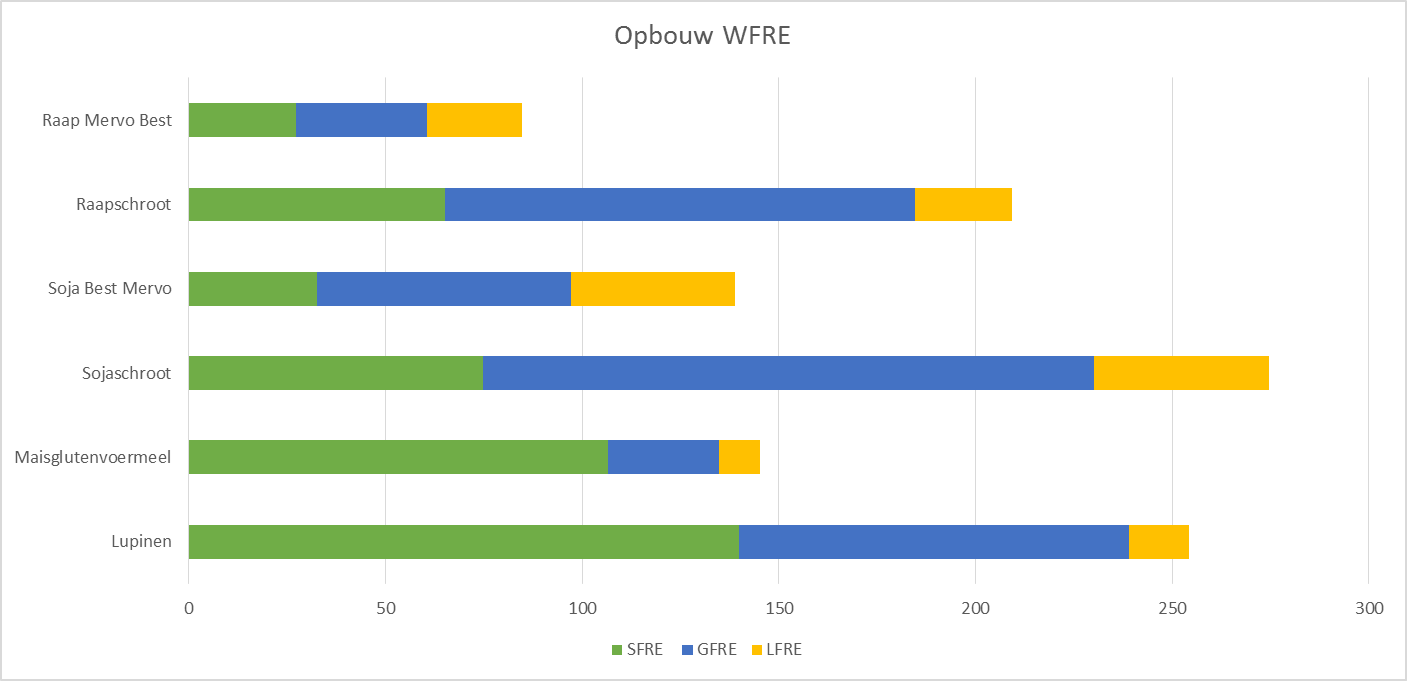 Opbouw WFRE
Raap Mervo Best
Raapschroot
Soja Best Mervo
Sojaschroot
Maisglutenvoermeel
Lupinen
0 50 100 150 200 250 300
SFRE GFRE LFRE